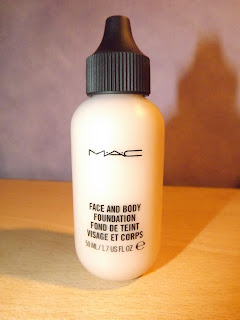 MAC
FACE AND BODY
FOUNDATION
FOND DE TEINT
VISAGE ET CORPS
50 ML / 1.7 US FL OZ ℮